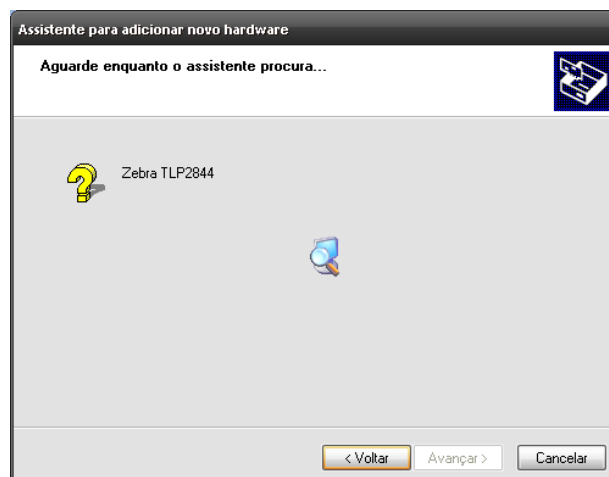 Assistente para adicionar novo hardware
Aguarde enquanto o assistente procura...
Zebra TLP2844
< Voltar
Avançar >
Cancelar